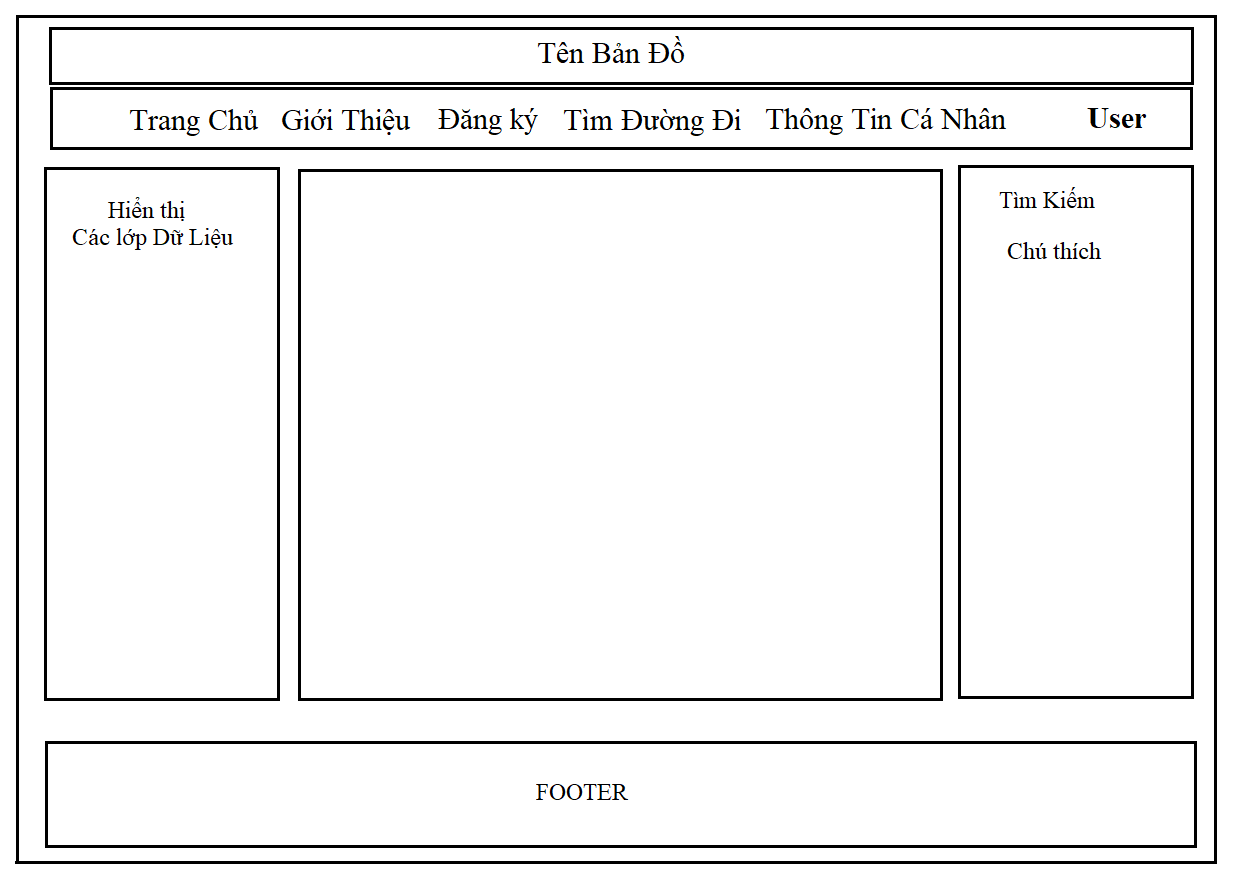 Tên Bản Đồ
Trang Chủ Giới Thiệu Đăng ký Tìm Đường Đi Thông Tin Cá Nhân User
Hiển thị
Các lớp Dữ Liệu
Tìm Kiếm
Chú thích
FOOTER